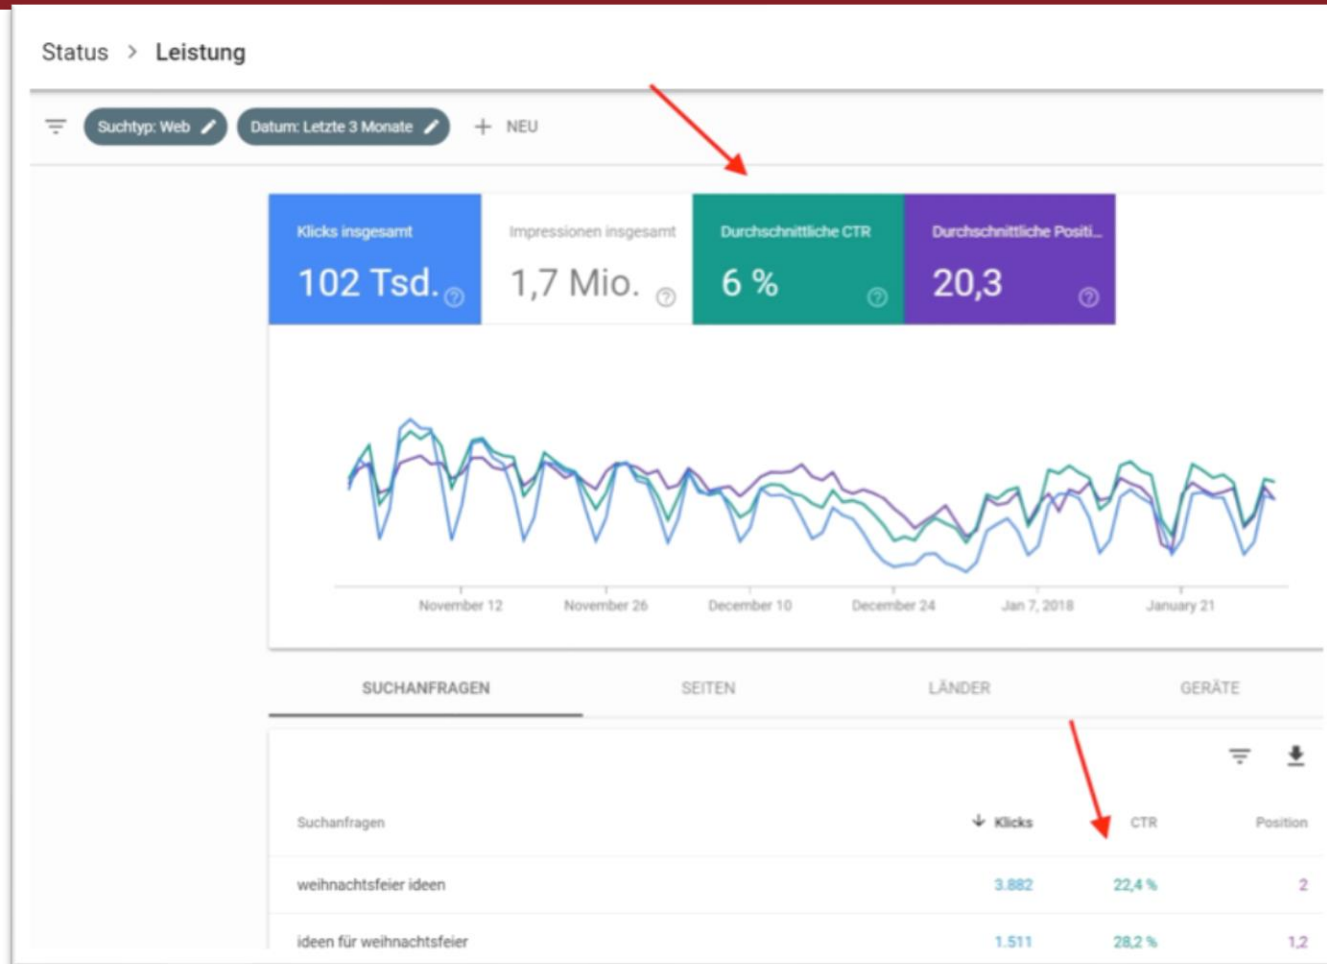 Status > Leistung
Suchtyp: Web Datum: Letzte 3 Monate + NEU
Klicks insgesamt Impressionen insgesamt Durchschnittliche CTR Durchschnittliche Positi...
102 Tsd. 1,7 Mio. 6 % 20,3
November 12 November 26 December 10 December 24 Jan 7, 2018 January 21
SUCHANFRAGEN SEITEN LÄNDER GERÄTE
Suchanfragen Klicks CTR Position
weihnachtsfeier ideen 3.882 22,4 % 2
ideen für weihnachtsfeier 1.511 28,2 % 1,2